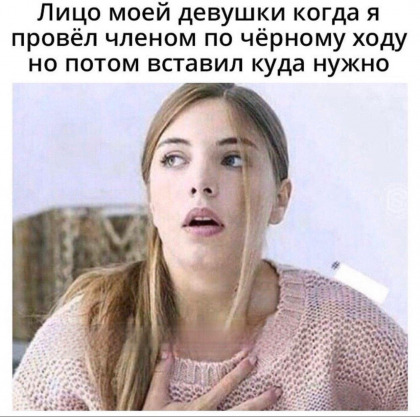 Лицо моей девушки когда я
провёл членом по чёрному ходу
но потом вставил куда нужно